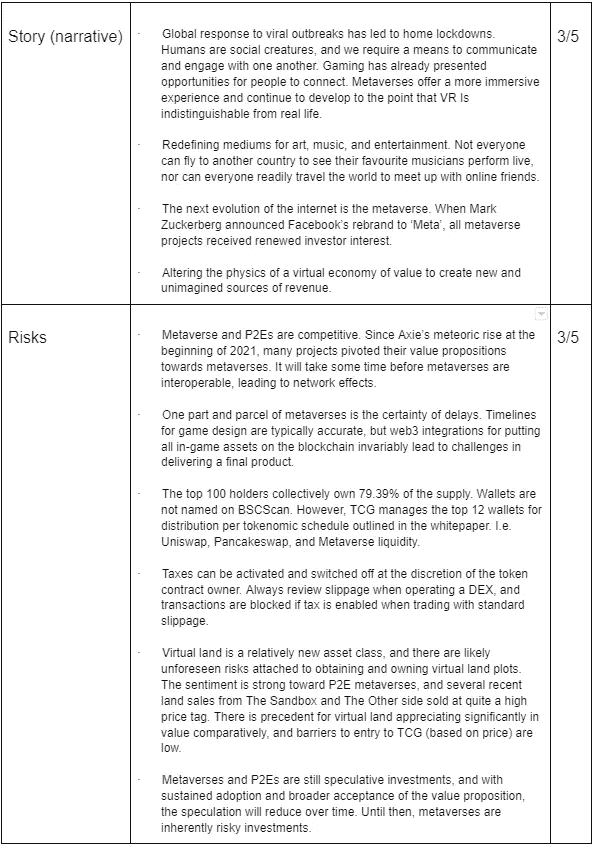 Story (narrative)
· Global response to viral outbreaks has led to home lockdowns.
Humans are social creatures, and we require a means to communicate
and engage with one another. Gaming has already presented
opportunities for people to connect. Metaverses offer a more immersive
experience and continue to develop to the point that VR Is
indistinguishable from real life.
· Redefining mediums for art, music, and entertainment. Not everyone
can fly to another country to see their favourite musicians perform live,
nor can everyone readily travel the world to meet up with online friends.
· The next evolution of the internet is the metaverse. When Mark
Zuckerberg announced Facebook's rebrand to 'Meta', all metaverse
projects received renewed investor interest.
· Altering the physics of a virtual economy of value to create new and
unimagined sources of revenue.
3/5
Risks
· Metaverse and P2Es are competitive. Since Axie's meteoric rise at the
beginning of 2021, many projects pivoted their value propositions
towards metaverses. It will take some time before metaverses are
interoperable, leading to network effects.
· One part and parcel of metaverses is the certainty of delays. Timelines
for game design are typically accurate, but web3 integrations for putting
all in-game assets on the blockchain invariably lead to challenges in
delivering a final product.
· The top 100 holders collectively own 79.39% of the supply. Wallets are
not named on BSCScan. However, TCG manages the top 12 wallets for
distribution per tokenomic schedule outlined in the whitepaper. I.e.
Uniswap, Pancakeswap, and Metaverse liquidity.
· Taxes can be activated and switched off at the discretion of the token
contract owner. Always review slippage when operating a DEX, and
transactions are blocked if tax is enabled when trading with standard
slippage.
· Virtual land is a relatively new asset class, and there are likely
unforeseen risks attached to obtaining and owning virtual land plots.
The sentiment is strong toward P2E metaverses, and several recent
land sales from The Sandbox and The Other side sold at quite a high
price tag. There is precedent for virtual land appreciating significantly in
value comparatively, and barriers to entry to TCG (based on price) are
low.
· Metaverses and P2Es are still speculative investments, and with
sustained adoption and broader acceptance of the value proposition,
the speculation will reduce over time. Until then, metaverses are
inherently risky investments.
3/5